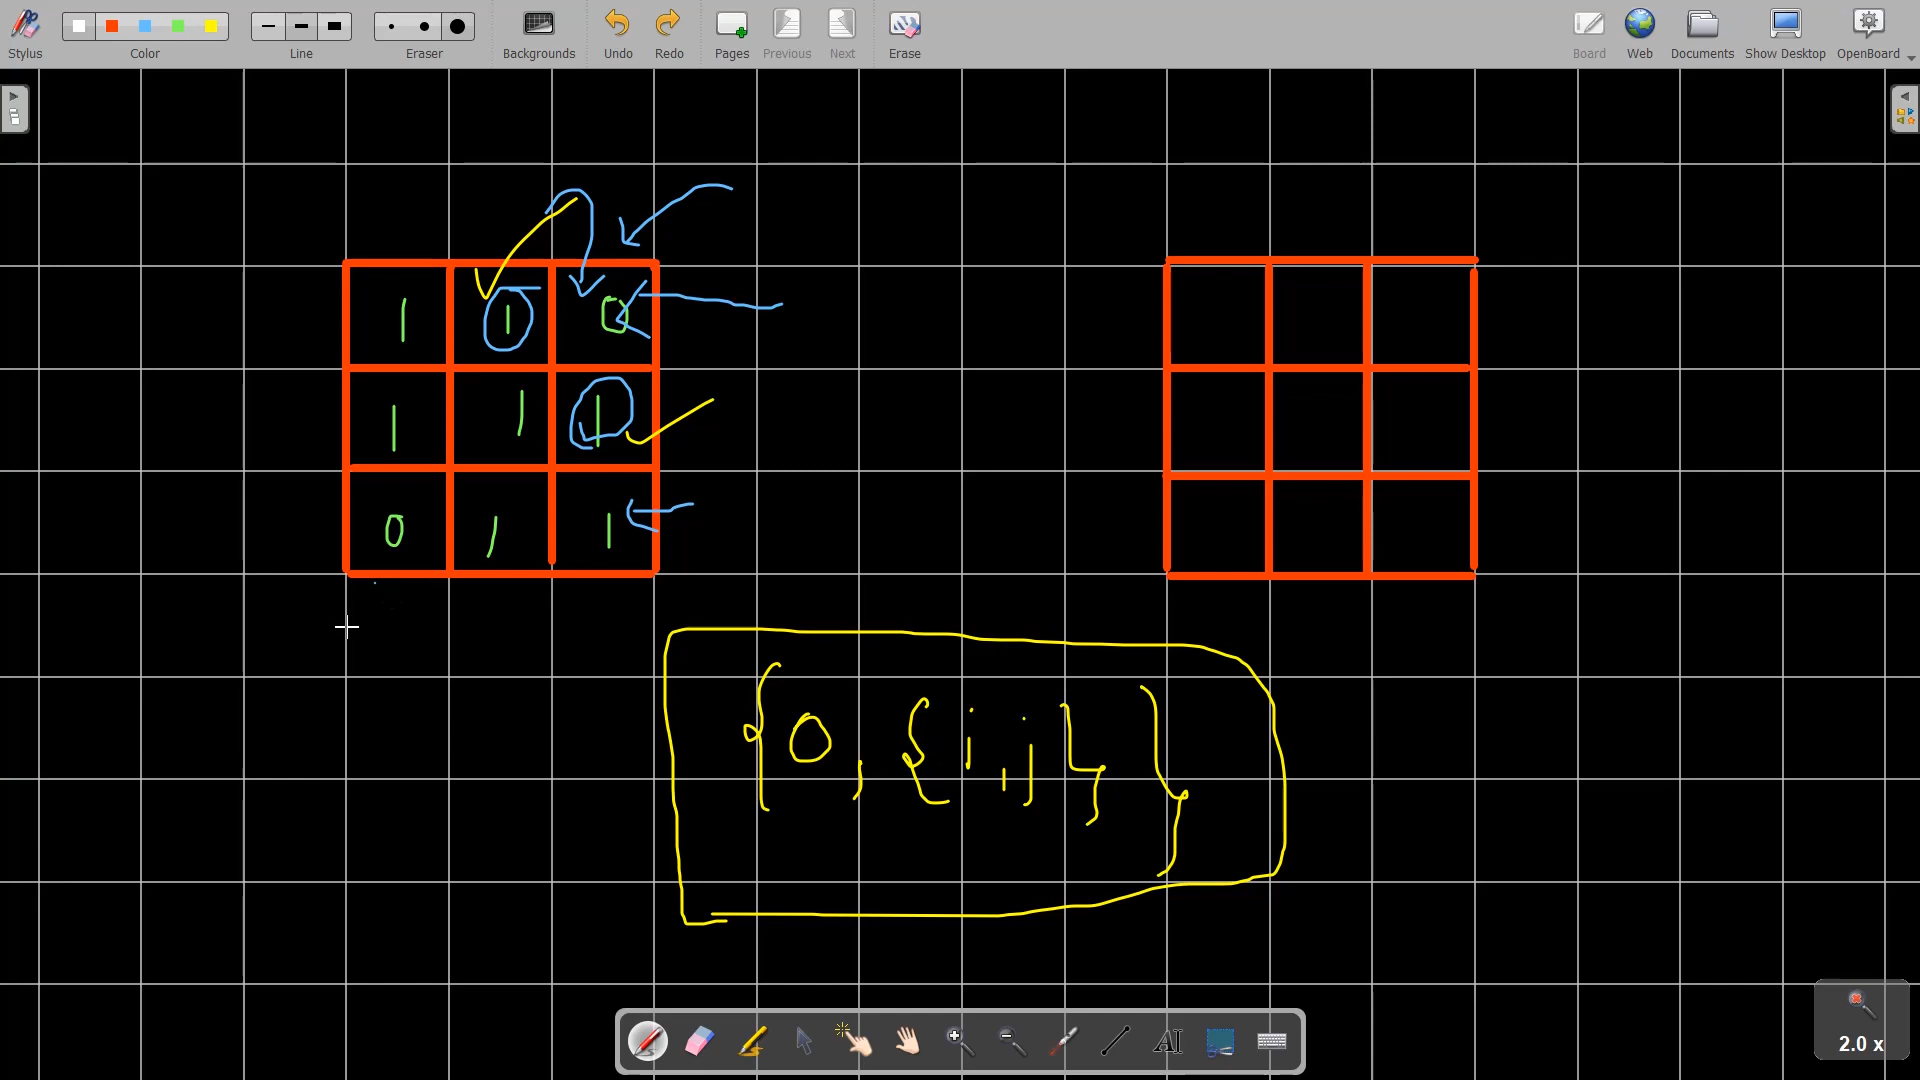 Stylus Color Line Eraser Backgrounds Undo Redo Pages Previous Next Erase Board Web Documents Show Desktop OpenBoard
1 1 0
1 1 1
0 1 1
{0, {i, j}}
AI
2.0 x